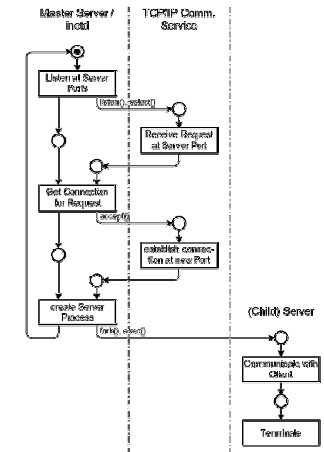 Master Server /
inetd
TCP/IP Comm.
Service
Listen at Server
Ports
listen(), select()
Receive Request
at Server Port
Get Connection
for Request
accept()
establish connec-
tion at new Port
create Server
Process
fork(), exec()
(Child) Server
Communicate with
Client
Terminate